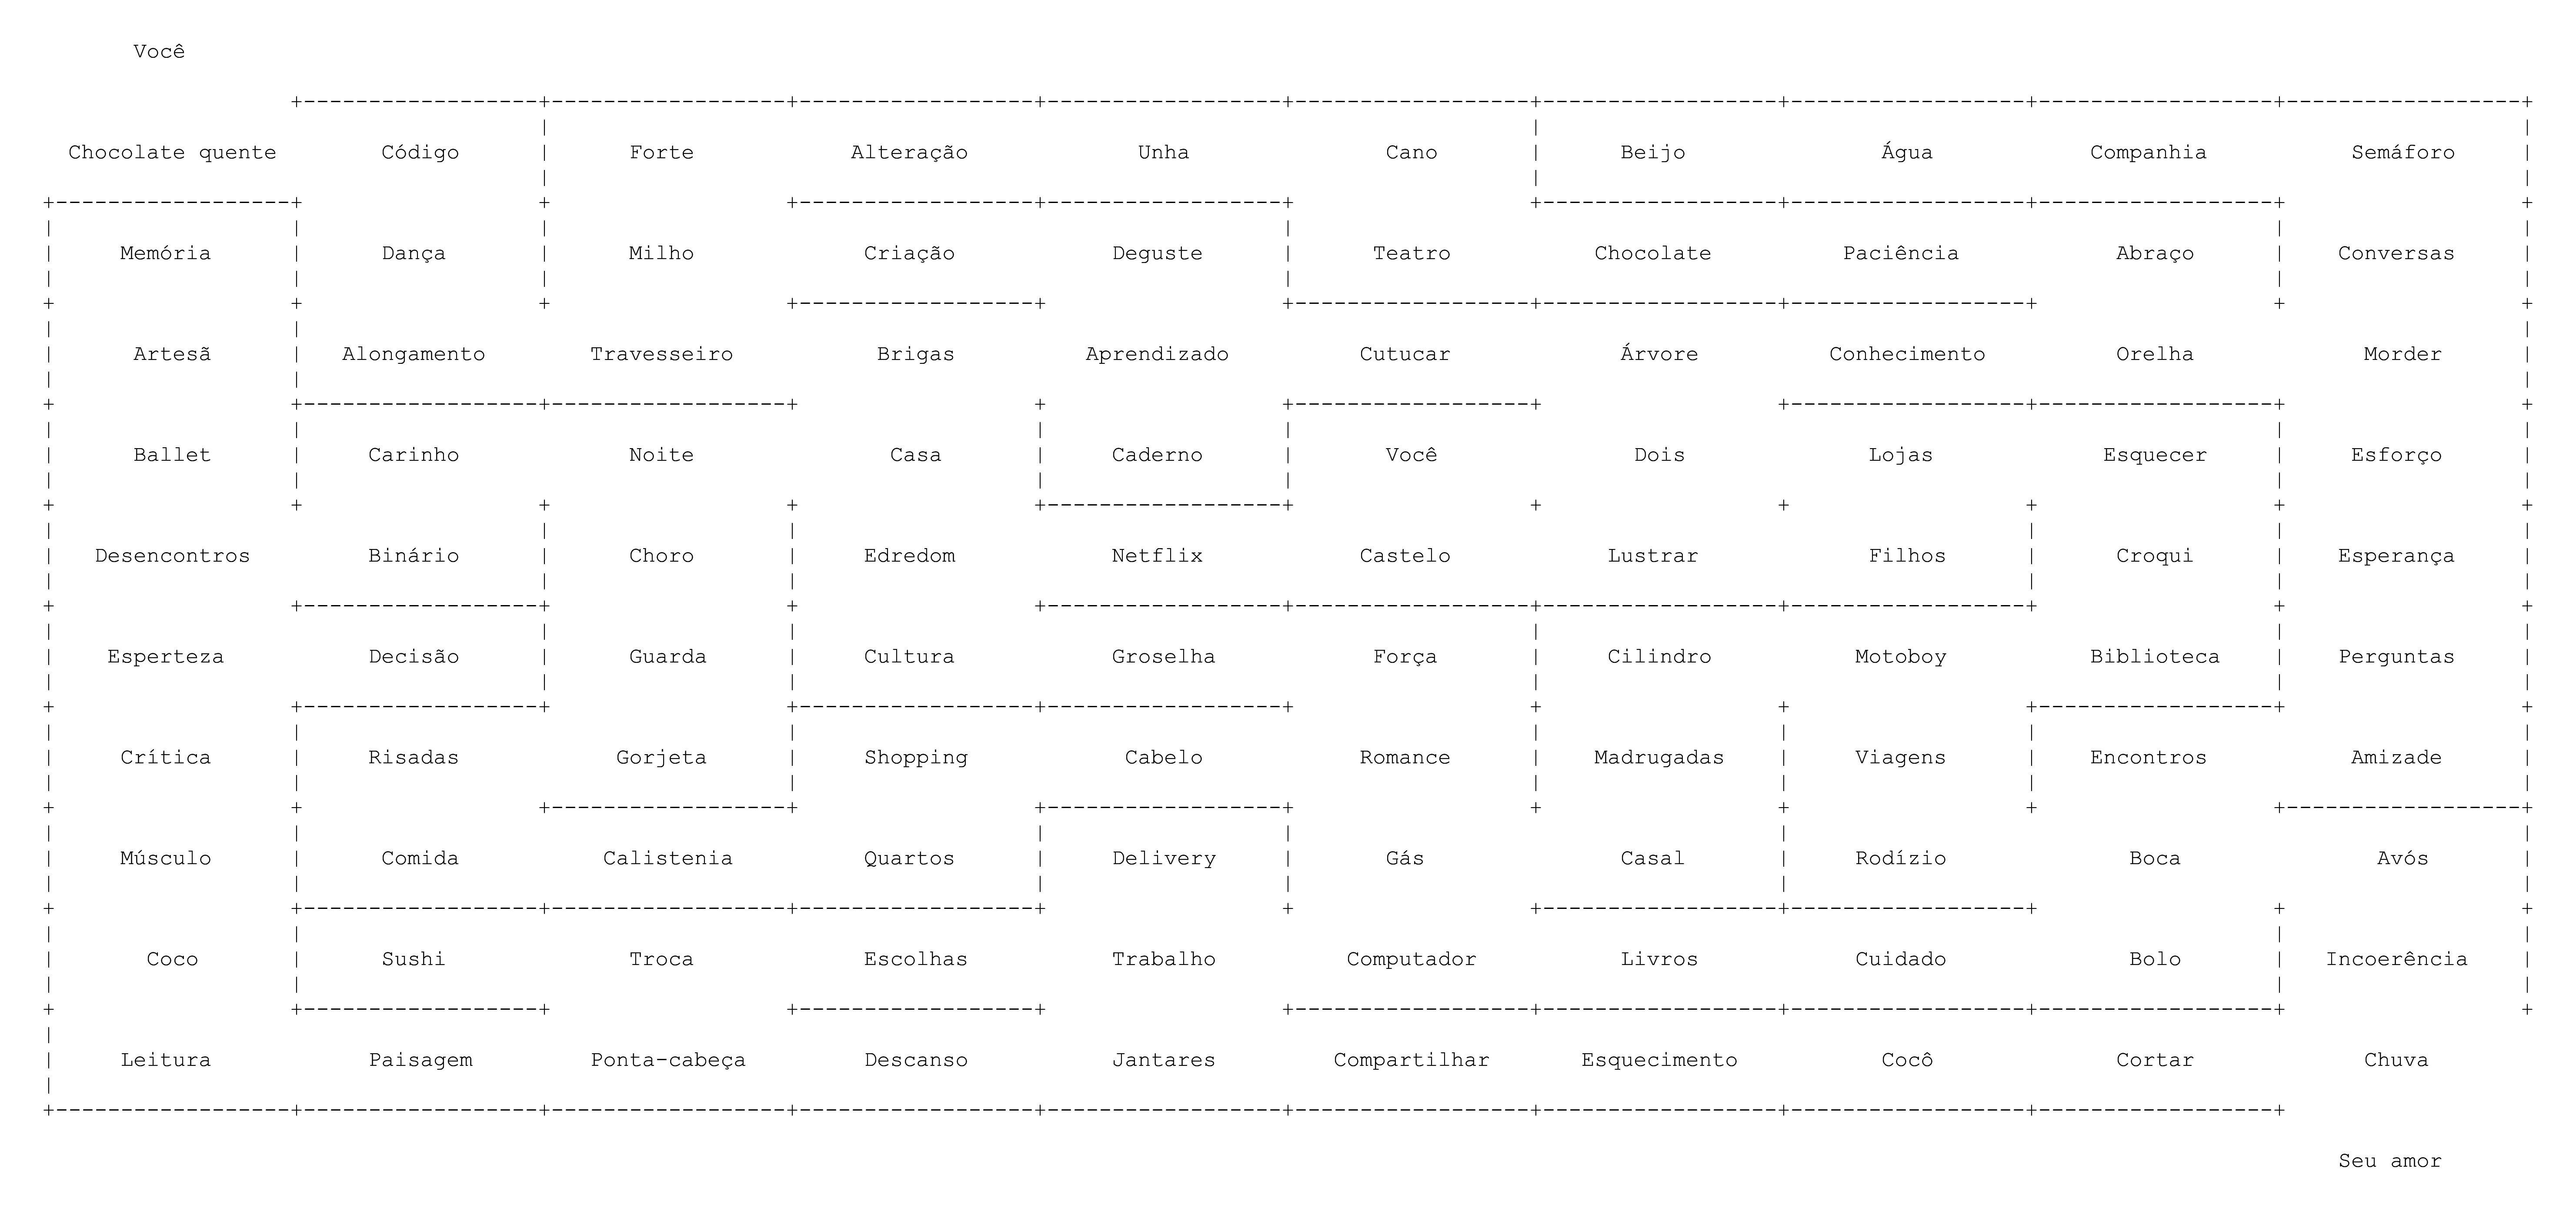 Você
Chocolate quente Código Forte Alteração Unha Cano Beijo Água Companhia Semáforo
Memória Dança Milho Criação Deguste Teatro Chocolate Paciência Abraço Conversas
Artesã Alongamento Travesseiro Brigas Aprendizado Cutucar Árvore Conhecimento Orelha Morder
Ballet Carinho Noite Casa Caderno Você Dois Lojas Esquecer Esforço
Desencontros Binário Choro Edredom Netflix Castelo Lustrar Filhos Croqui Esperança
Esperteza Decisão Guarda Cultura Groselha Força Cilindro Motoboy Biblioteca Perguntas
Crítica Risadas Gorjeta Shopping Cabelo Romance Madrugadas Viagens Encontros Amizade
Músculo Comida Calistenia Quartos Delivery Gás Casal Rodízio Boca Avós
Coco Sushi Troca Escolhas Trabalho Computador Livros Cuidado Bolo Incoerência
Leitura Paisagem Ponta-cabeça Descanso Jantares Compartilhar Esquecimento Cocô Cortar Chuva
Seu amor